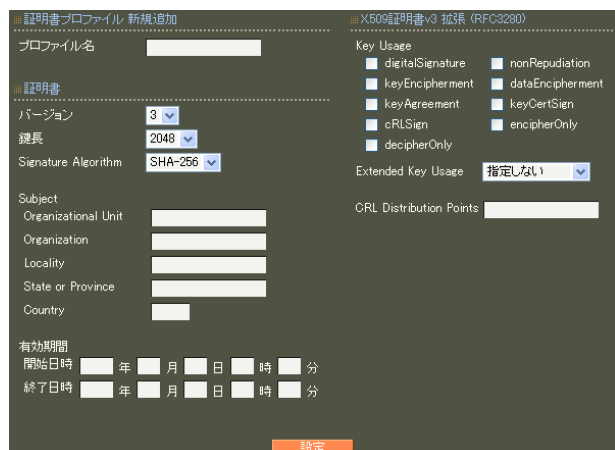 証明書プロファイル 新規追加
プロファイル名
証明書
バージョン 3
鍵長 2048
Signature Algorithm SHA-256
Subject
Organizational Unit
Organization
Locality
State or Province
Country
有効期間
開始日時 年 月 日 時 分
終了日時 年 月 日 時 分
X509証明書v3 拡張 (RFC3280)
Key Usage
digitalSignature nonRepudiation
keyEncipherment dataEncipherment
keyAgreement keyCertSign
cRLSign encipherOnly
decipherOnly
Extended Key Usage 指定しない
CRL Distribution Points
設定